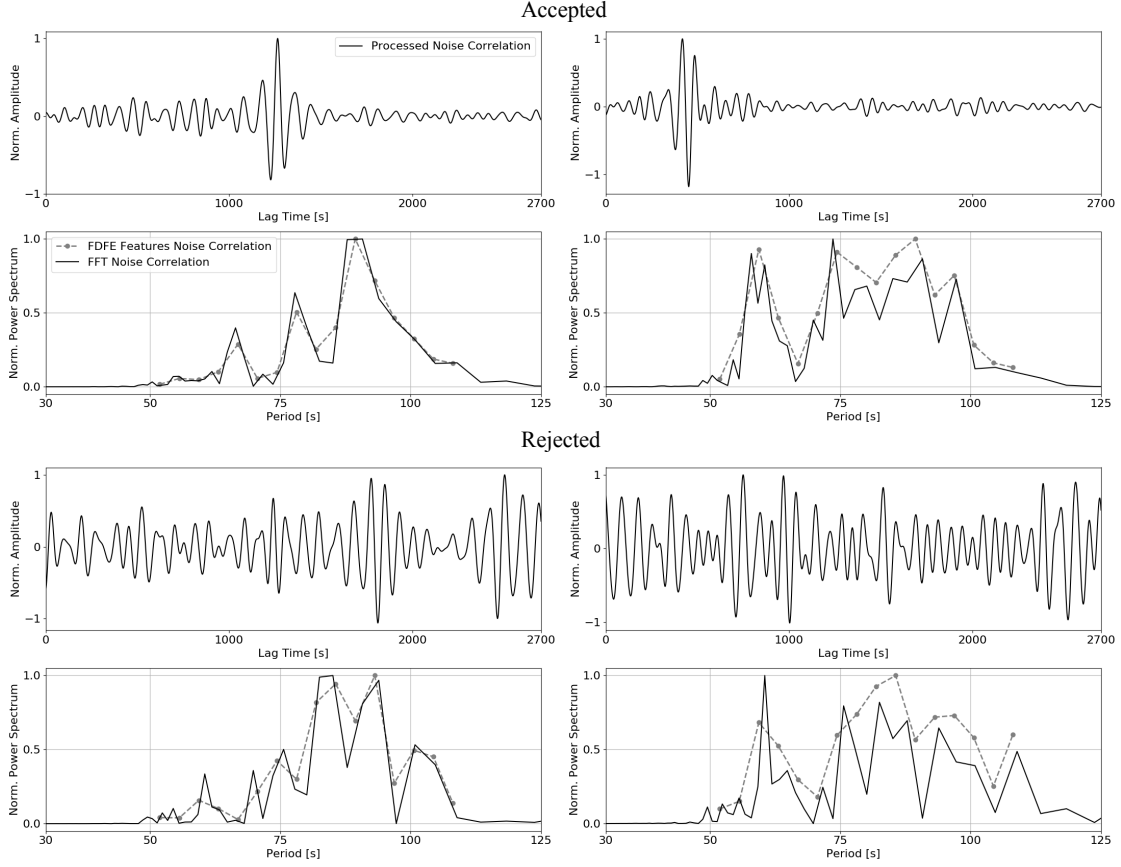 Accepted
1
0
−1
Norm. Amplitude
Processed Noise Correlation
0
1000
2000
2700
Lag Time [s]
1
0
−1
Norm. Amplitude
0
1000
2000
2700
Lag Time [s]
1.0
0.5
0.0
Norm. Power Spectrum
FDFE Features Noise Correlation
FFT Noise Correlation
30
50
75
100
125
Period [s]
1.0
0.5
0.0
Norm. Power Spectrum
30
50
75
100
125
Period [s]
Rejected
1
0
−1
Norm. Amplitude
0
1000
2000
2700
Lag Time [s]
1
0
−1
Norm. Amplitude
0
1000
2000
2700
Lag Time [s]
1.0
0.5
0.0
Norm. Power Spectrum
30
50
75
100
125
Period [s]
1.0
0.5
0.0
Norm. Power Spectrum
30
50
75
100
125
Period [s]